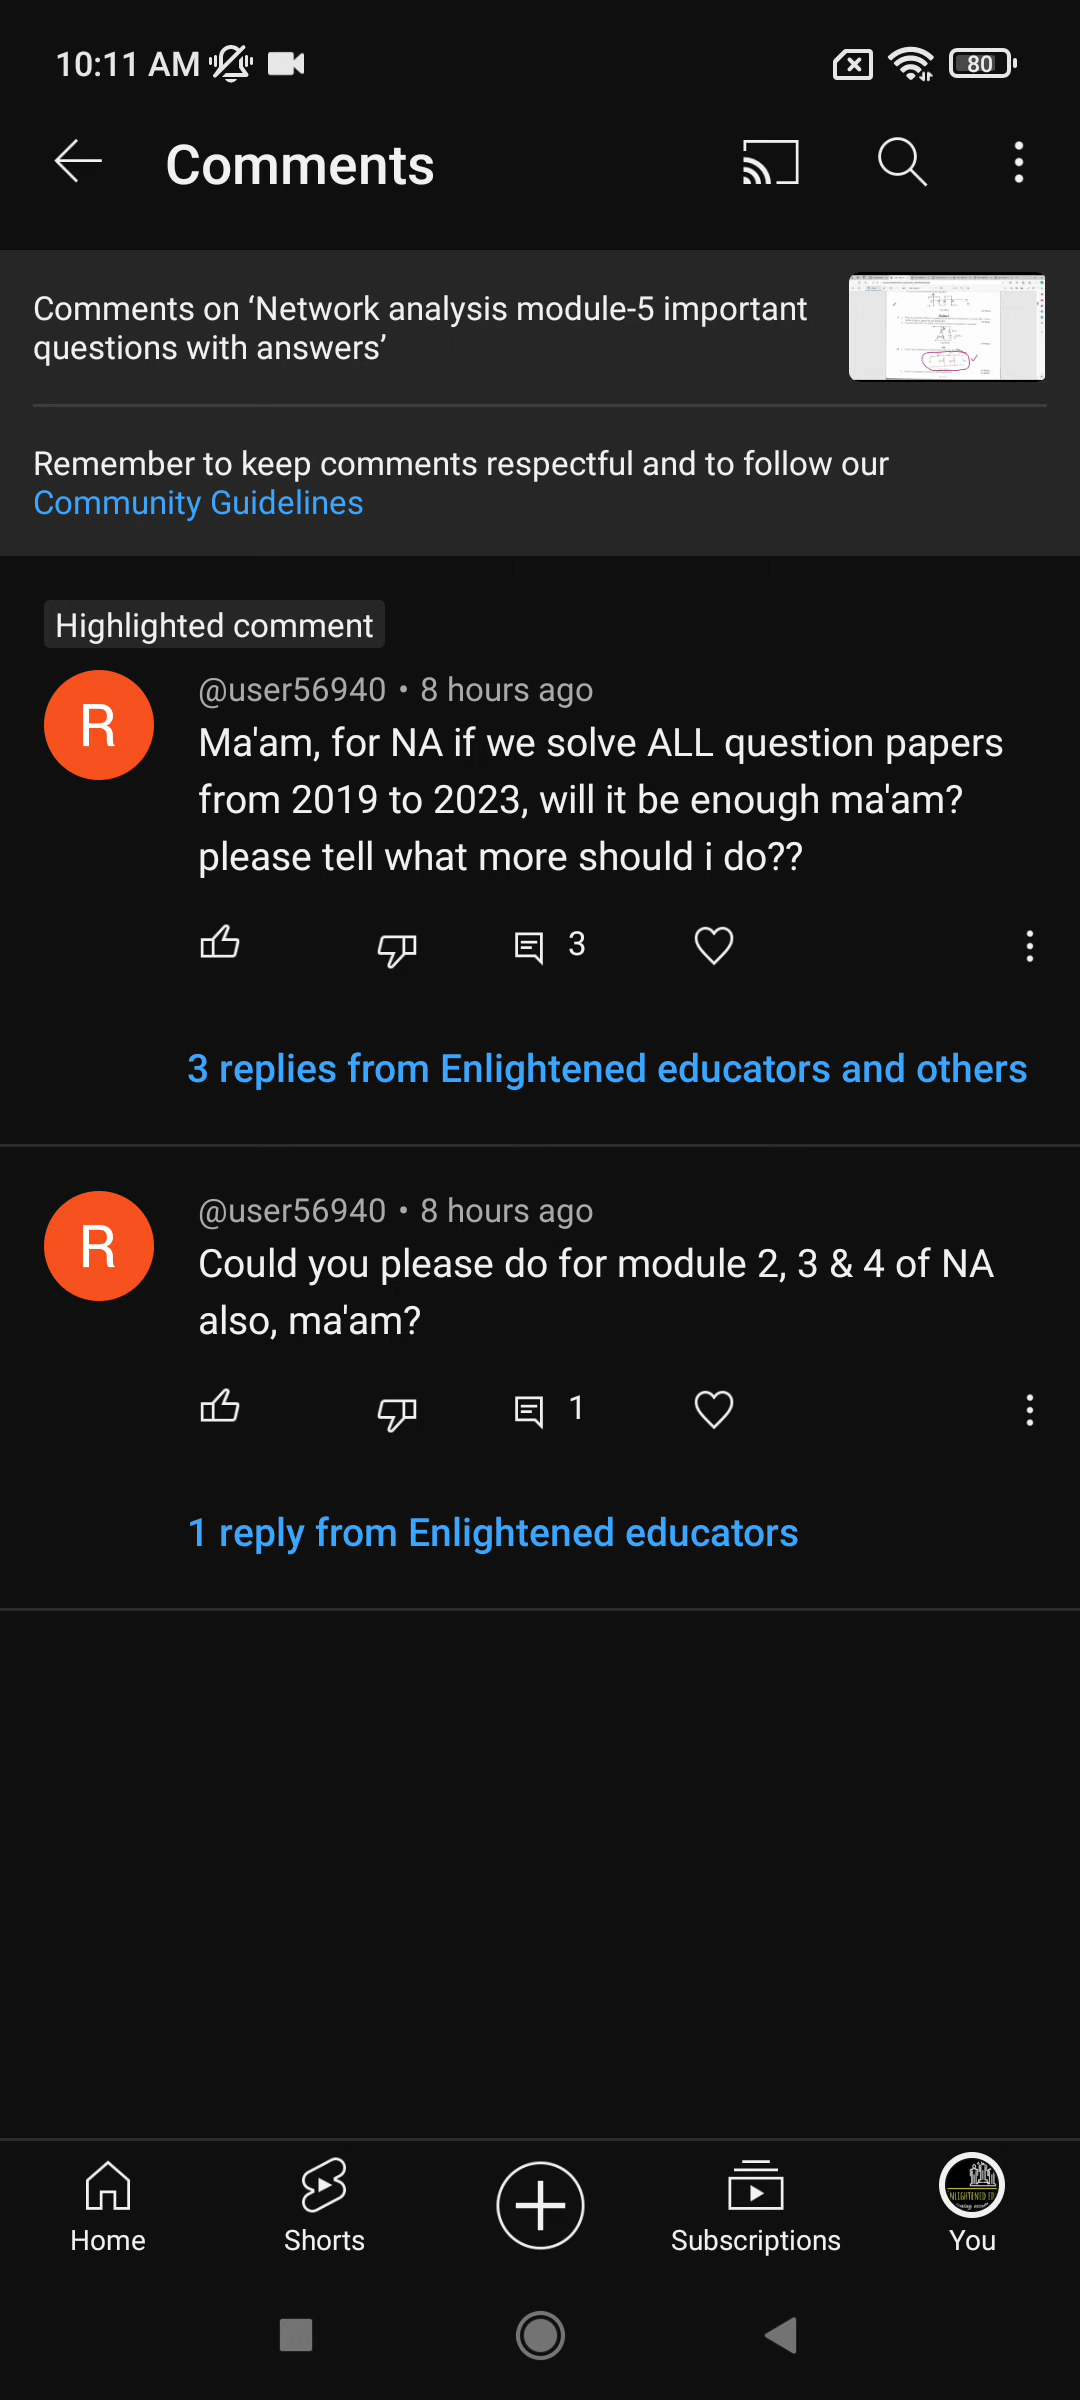 10:11 AM
80
Comments
Comments on ‘Network analysis module-5 important
questions with answers’
Remember to keep comments respectful and to follow our
Community Guidelines
Highlighted comment
R
@user56940 • 8 hours ago
Ma'am, for NA if we solve ALL question papers
from 2019 to 2023, will it be enough ma'am?
please tell what more should i do??
3
3 replies from Enlightened educators and others
R
@user56940 • 8 hours ago
Could you please do for module 2, 3 & 4 of NA
also, ma'am?
1
1 reply from Enlightened educators
Home
Shorts
Subscriptions
You